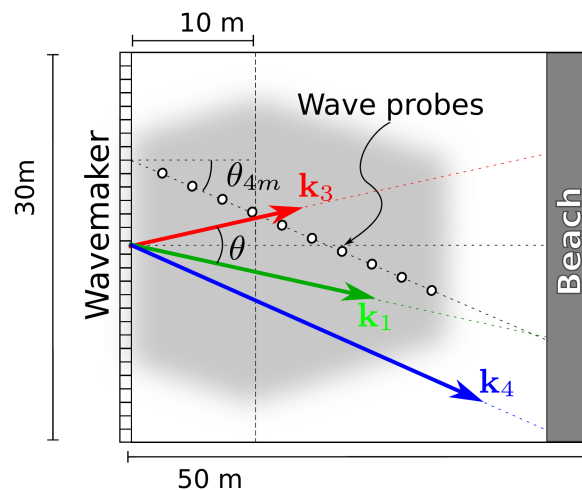 10 m
Wave probes
30m
Wavemaker
θ4m
k3
θ
Beach
k1
k4
50 m